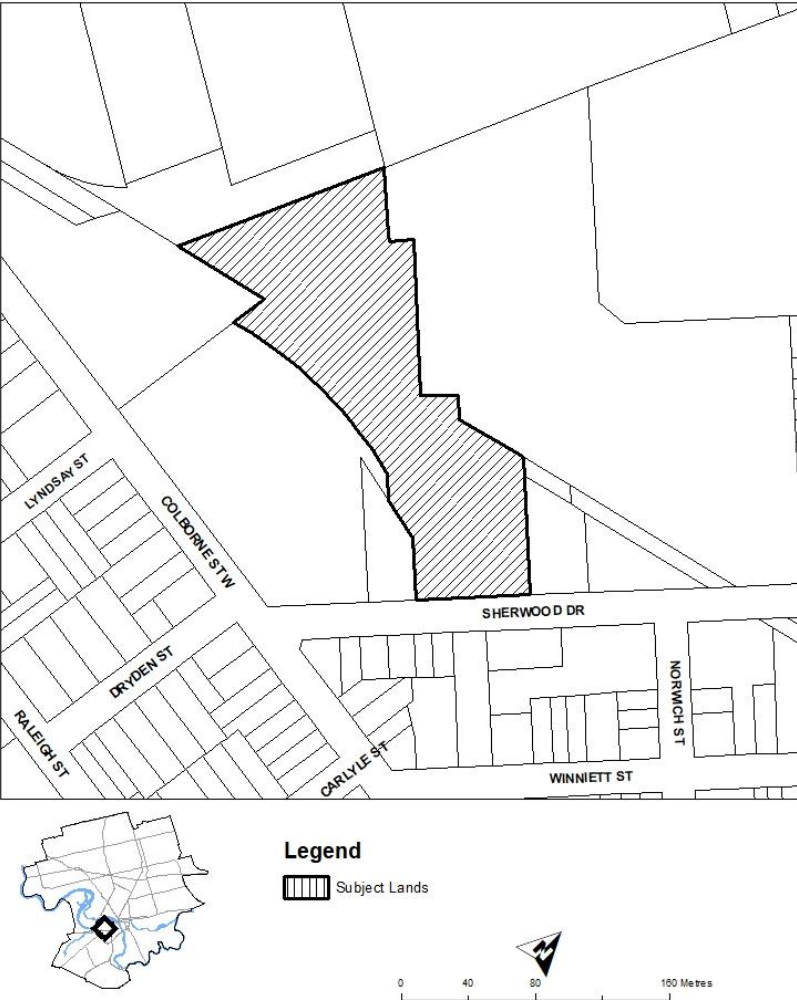 LYNDSAY ST
COLBORNE ST W
SHERWOOD DR
DRYDEN ST
NORWICH ST
RALEIGH ST
CARLYLE ST
WINNIETT ST
Legend
Subject Lands
N
0 40 80 160 Metres